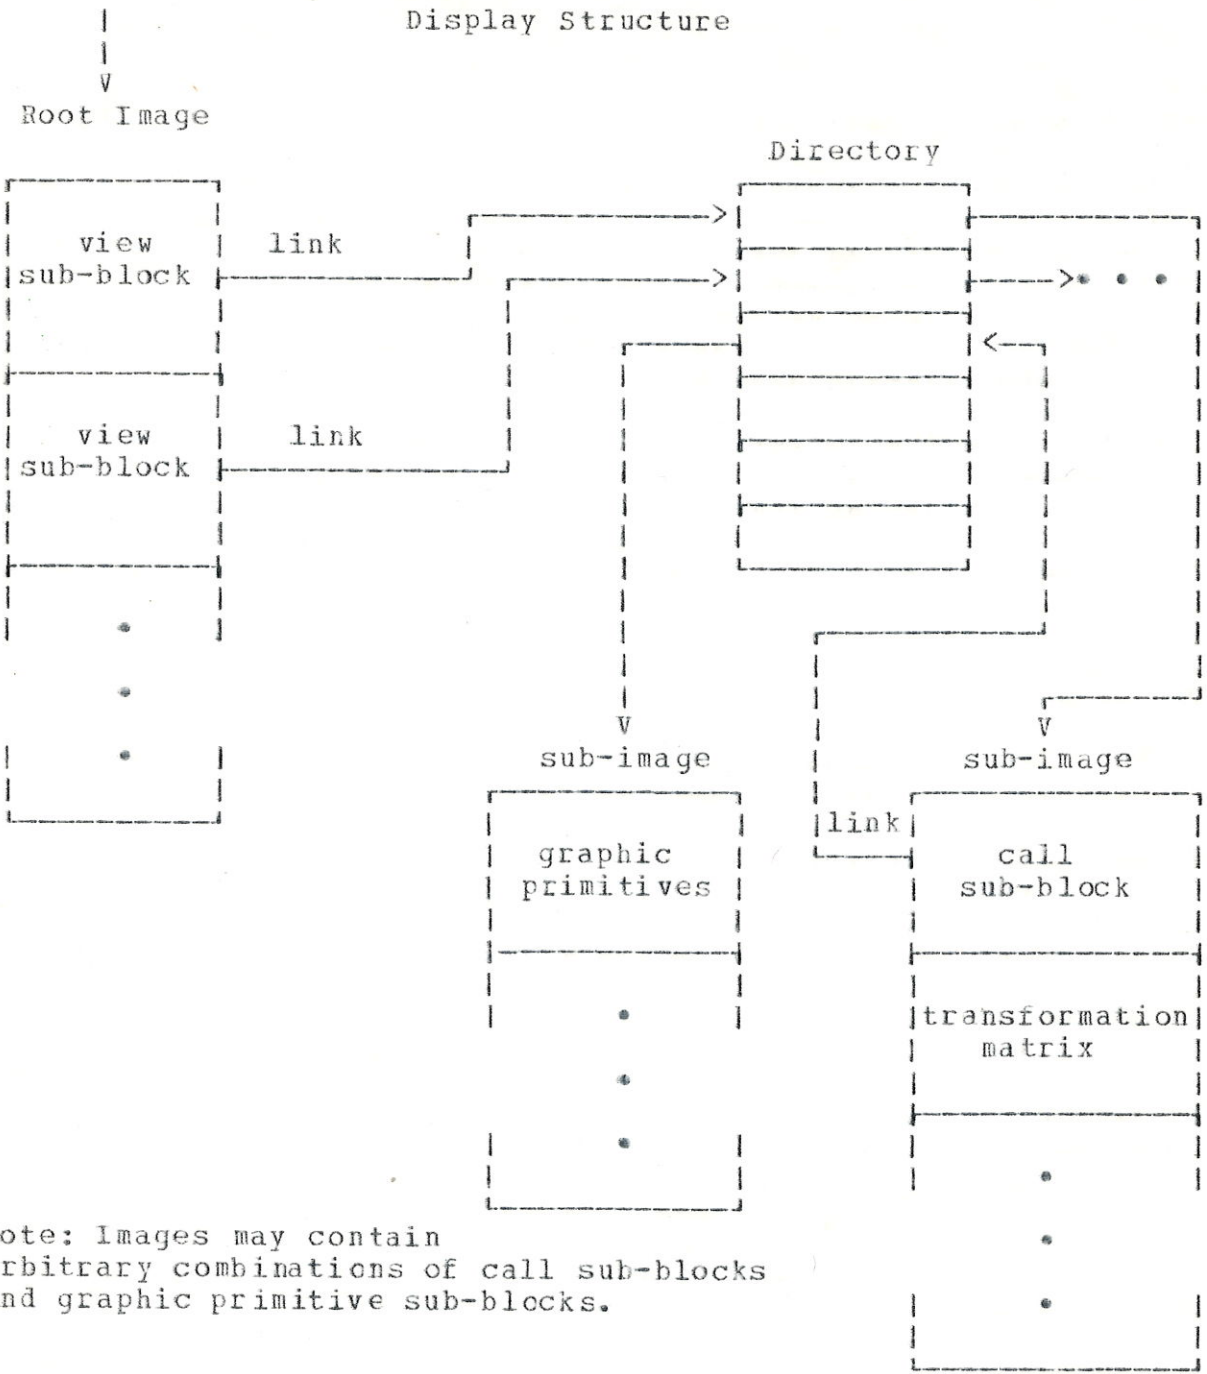 Display Structure
Root Image
Directory
view
sub-block
link
view
sub-block
link
sub-image
sub-image
link
graphic
primitives
call
sub-block
transformation
matrix
ote: Images may contain
rbitrary combinations of call sub-blocks
nd graphic primitive sub-blocks.